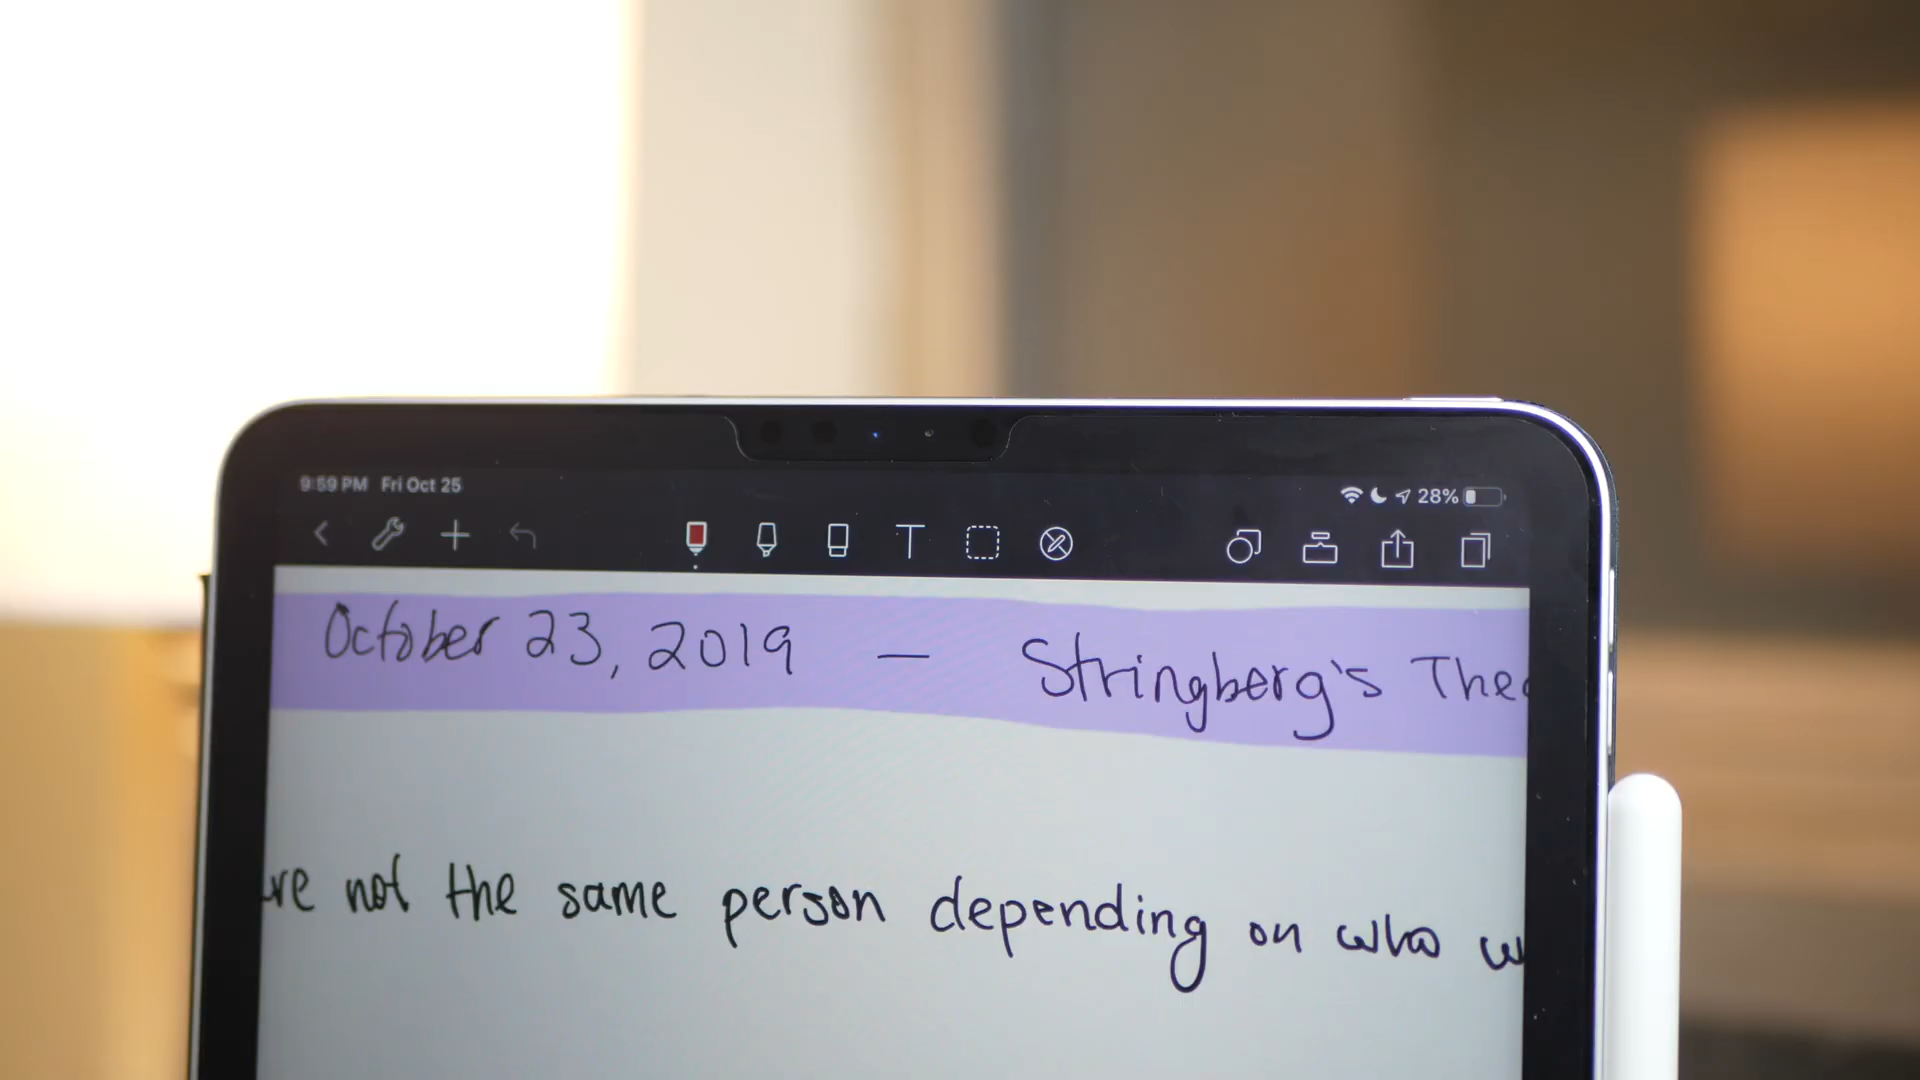 9:59 PM Fri Oct 25 28%
October 23, 2019 — Stringberg's The
not the same person depending on who